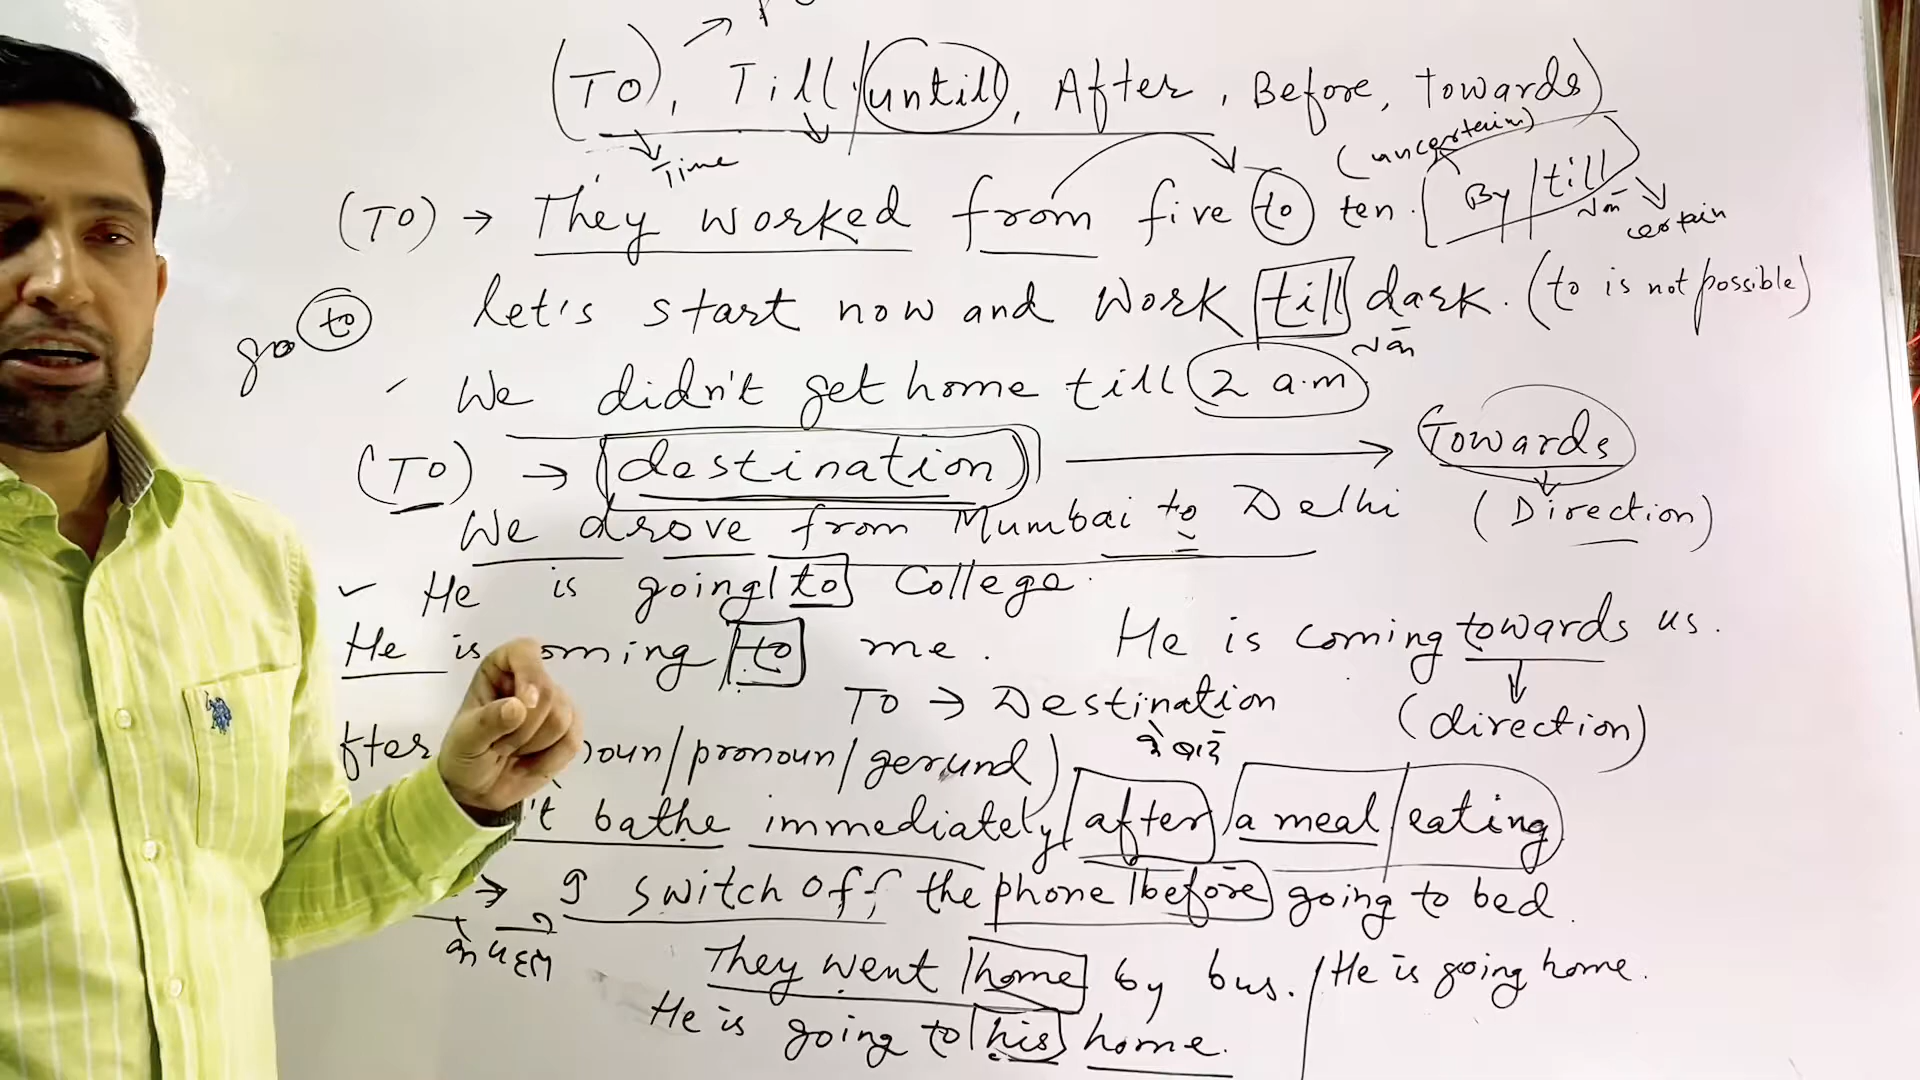 (TO), Till/untill, After, Before, Towards)
Time
(uncertein)
(TO) → They worked from five to ten. [By/till
certain
go to
let's start now and work till dark. (to is not possible)
We didn't get home till 2 a.m
(TO) → (destination) → Towards
(Direction)
We drove from Mumbai to Delhi
He is going to College.
He is coming to me. He is coming towards us.
TO → Destination
(direction)
के बाद
fter noun/pronoun/gerund)
't bathe immediately after a meal/eating
→ I switch off the phone before going to bed.
के पहले
They went home by bus. / He is going home.
He is going to his home.